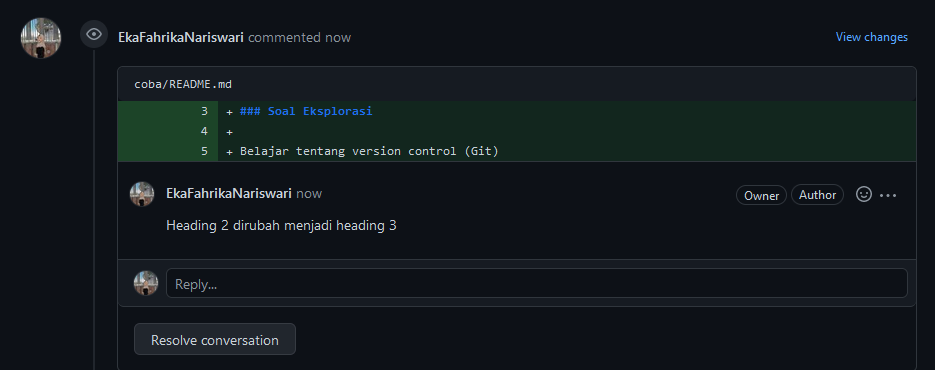 EkaFahrikaNariswari commented now
View changes
coba/README.md
3 + ### Soal Eksplorasi
4 +
5 + Belajar tentang version control (Git)
EkaFahrikaNariswari now
Owner Author
Heading 2 dirubah menjadi heading 3
Reply...
Resolve conversation